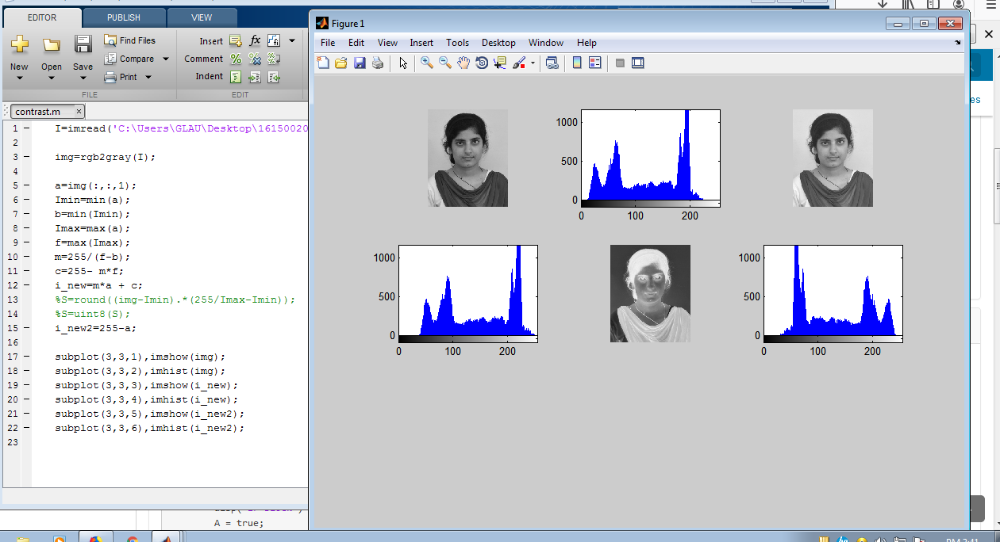 EDITOR PUBLISH VIEW
New Open Save
Find Files
Compare
Print
Insert
Comment
Indent
FILE EDIT
contrast.m ×
1 – I=imread('C:\Users\GLAU\Desktop\16150020
2
3 – img=rgb2gray(I);
4
5 – a=img(:,:,1);
6 – Imin=min(a);
7 – b=min(Imin);
8 – Imax=max(a);
9 – f=max(Imax);
10 – m=255/(f-b);
11 – c=255- m*f;
12 – i_new=m*a + c;
13 %S=round((img-Imin).*(255/Imax-Imin));
14 %S=uint8(S);
15 – i_new2=255-a;
16
17 – subplot(3,3,1),imshow(img);
18 – subplot(3,3,2),imhist(img);
19 – subplot(3,3,3),imshow(i_new);
20 – subplot(3,3,4),imhist(i_new);
21 – subplot(3,3,5),imshow(i_new2);
22 – subplot(3,3,6),imhist(i_new2);
23
A = true;
Figure 1
File Edit View Insert Tools Desktop Window Help
1000
500
0
0 100 200
1000
500
0
0 100 200
1000
500
0
0 100 200
es